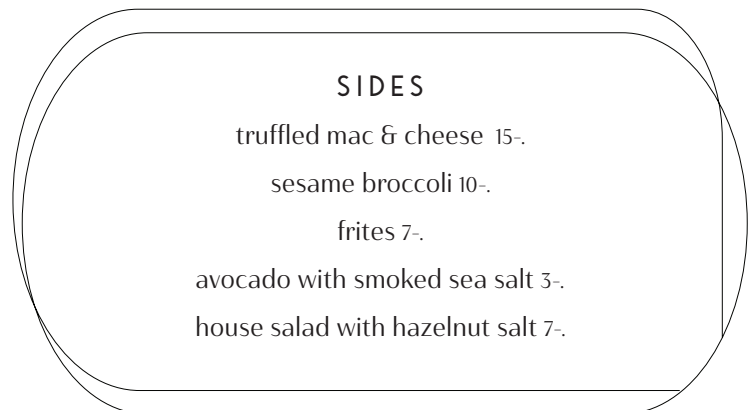 SIDES
truffled mac & cheese 15-.
sesame broccoli 10-.
frites 7-.
avocado with smoked sea salt 3-.
house salad with hazelnut salt 7-.